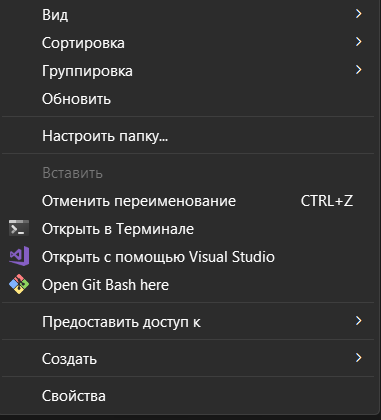 Вид
Сортировка
Группировка
Обновить
Настроить папку...
Вставить
Отменить переименование CTRL+Z
Открыть в Терминале
Открыть с помощью Visual Studio
Open Git Bash here
Предоставить доступ к
Создать
Свойства